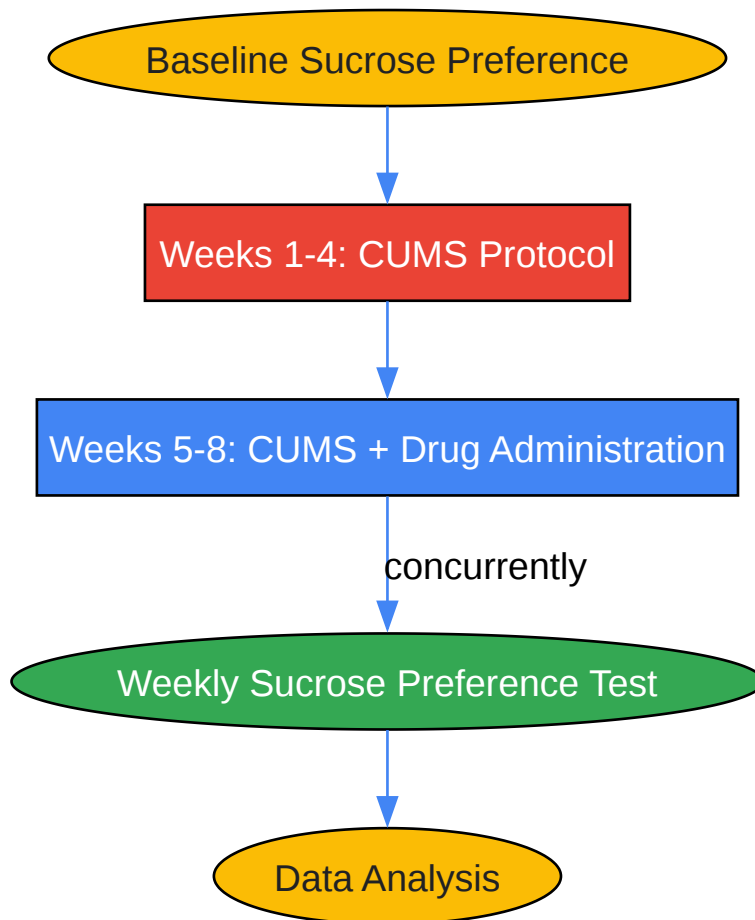 Baseline Sucrose Preference
Weeks 1-4: CUMS Protocol
Weeks 5-8: CUMS + Drug Administration
concurrently
Weekly Sucrose Preference Test
Data Analysis